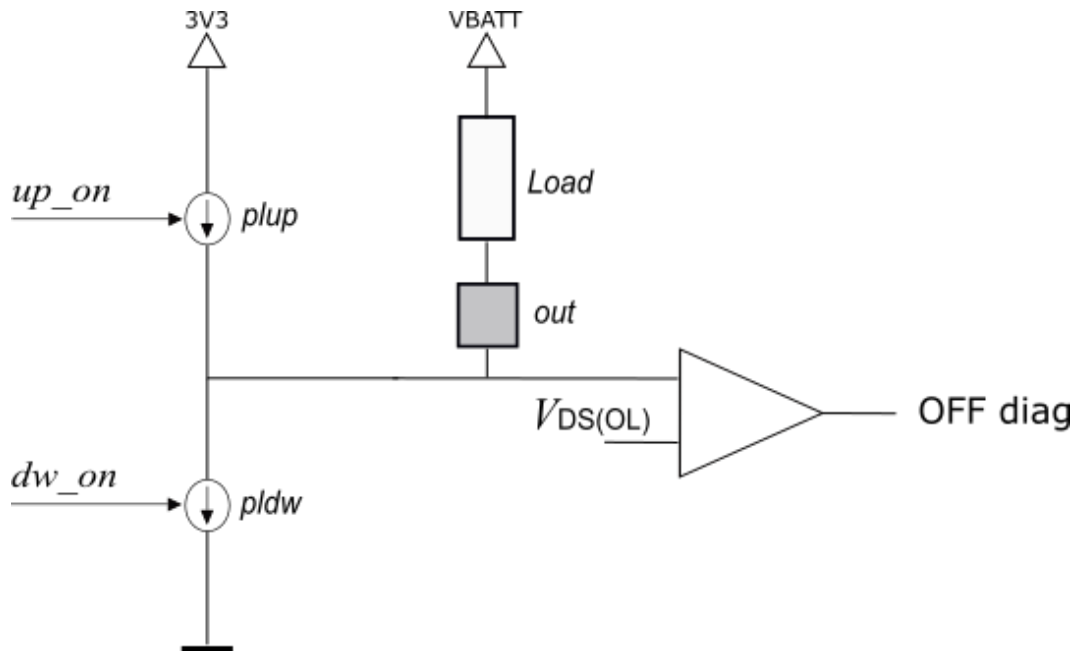 3V3
VBATT
up_on
plup
Load
out
VDS(OL)
OFF diag
dw_on
pldw